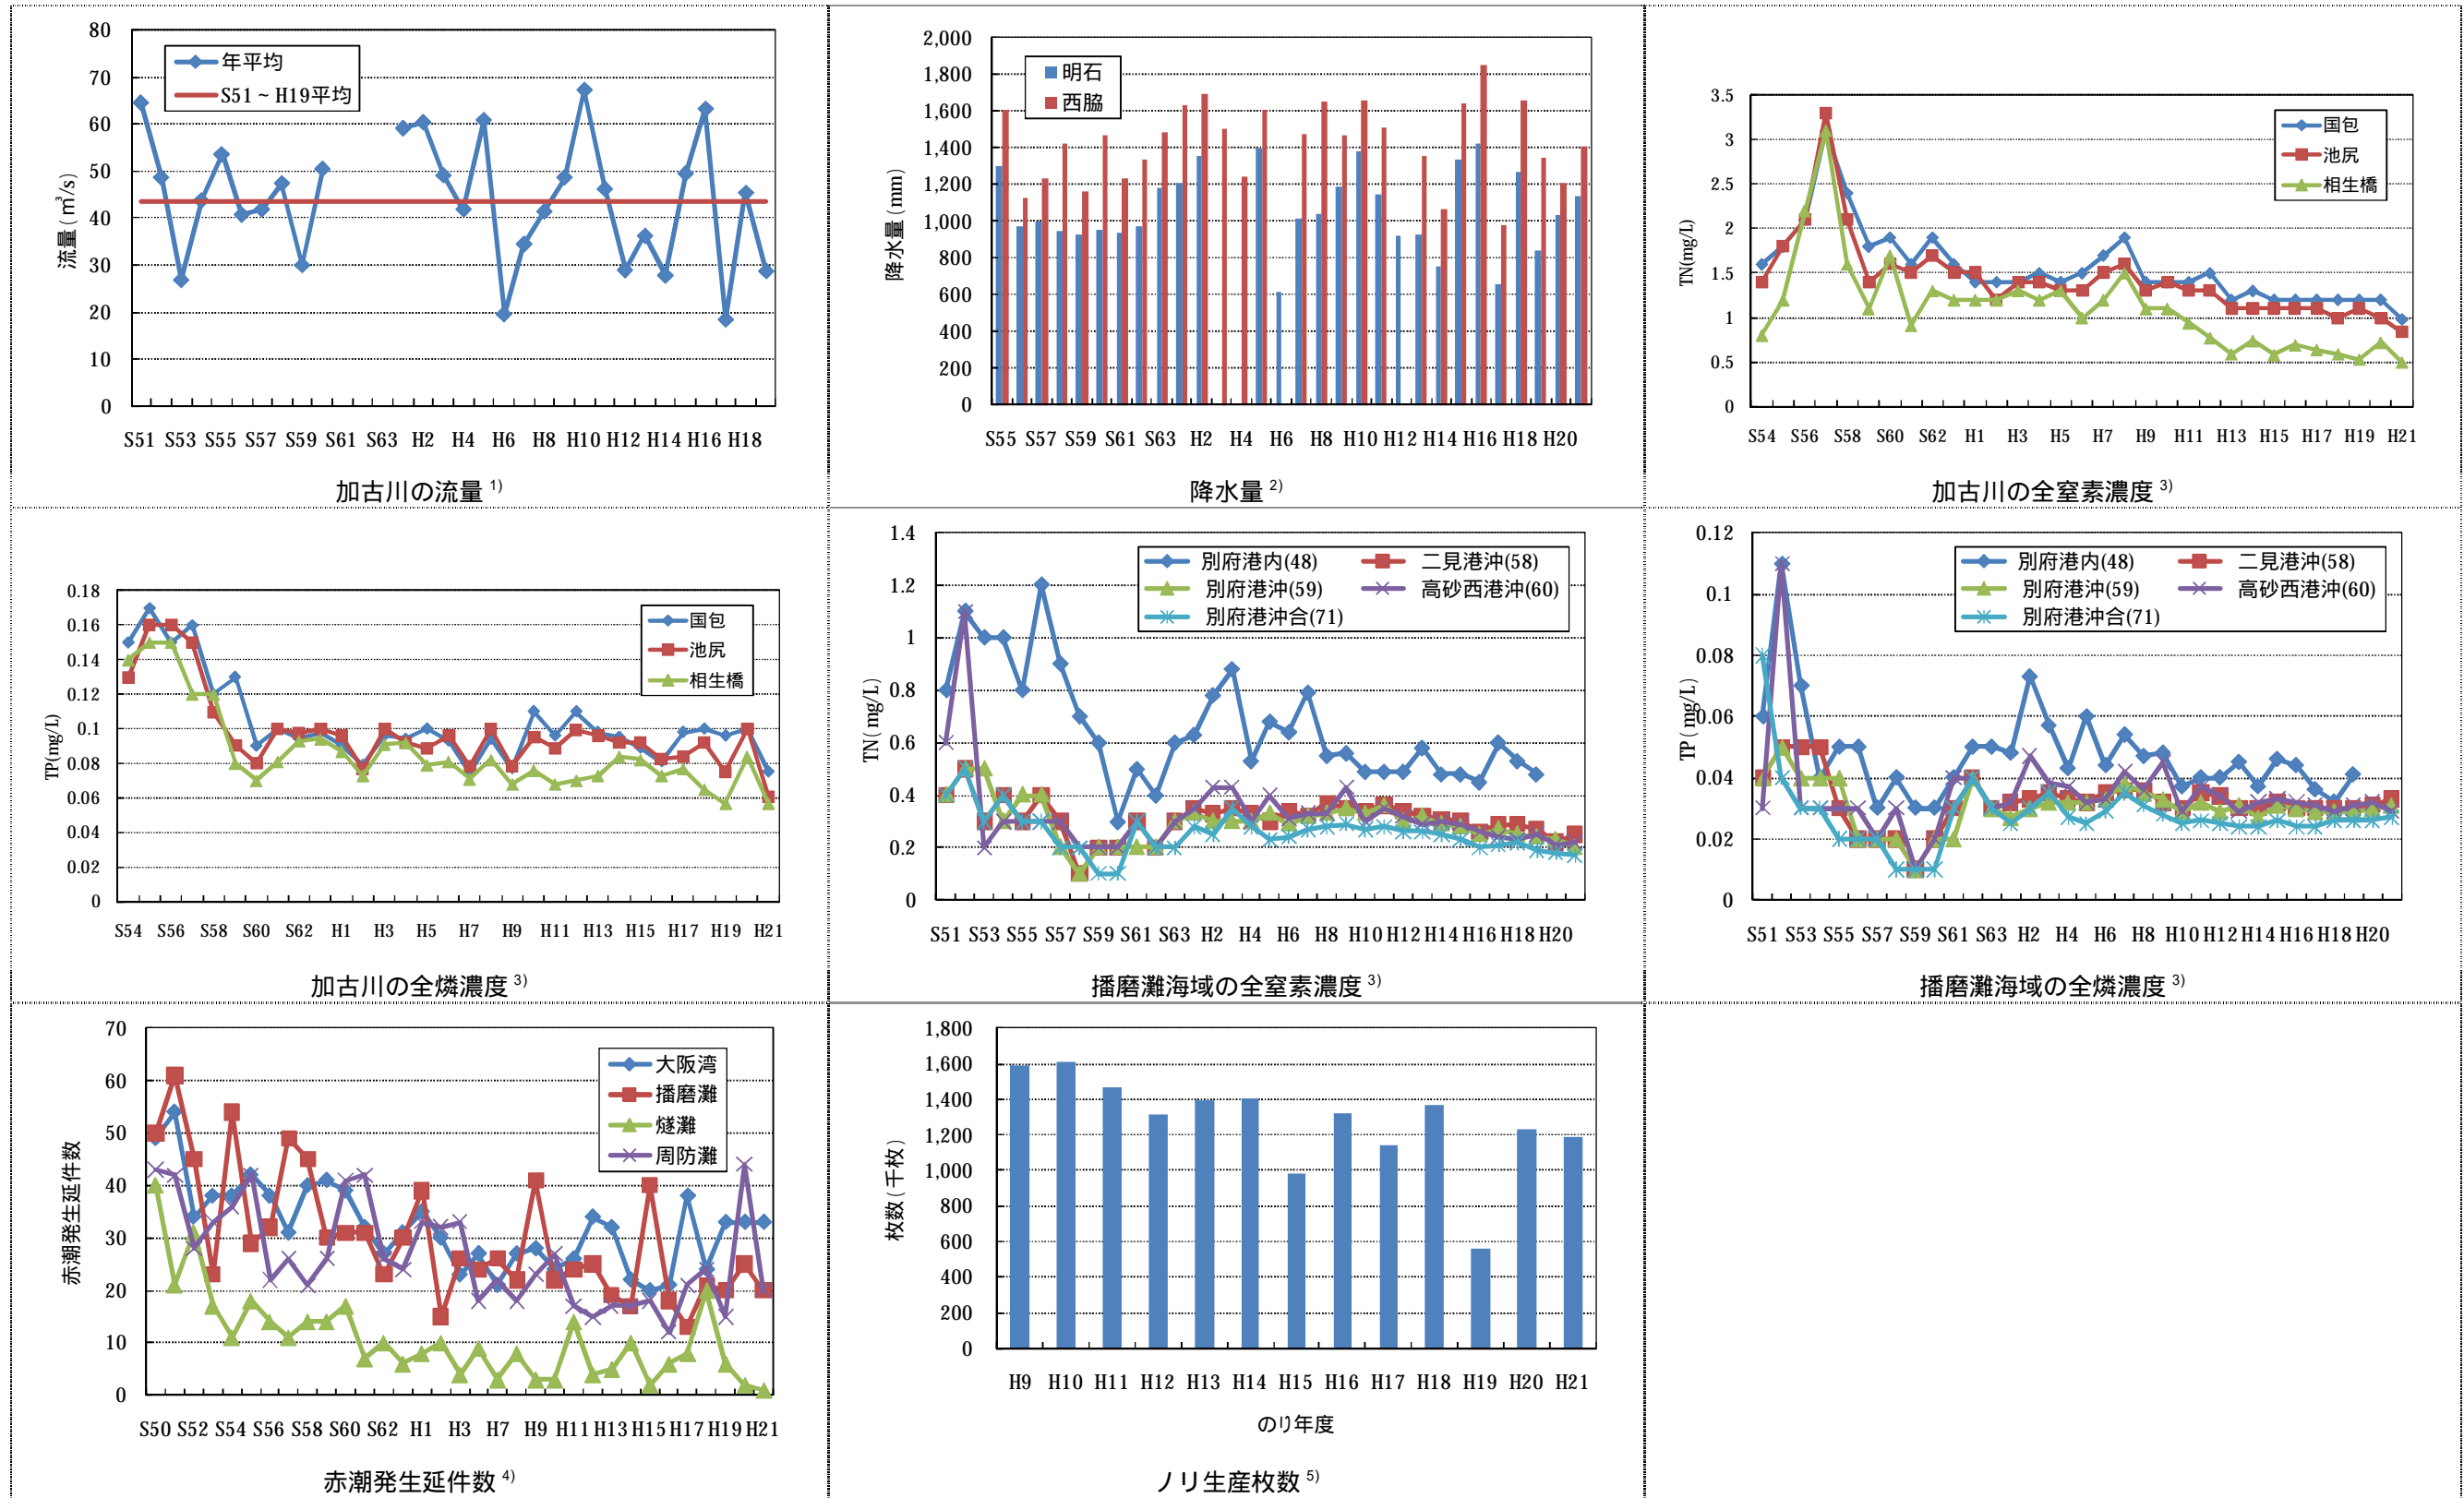 80
70
60
50
40
30
20
10
0
流量 ( ㎥/s)
年平均
S51 ~ H19平均
S51 S53 S55 S57 S59 S61 S63 H2 H4 H6 H8 H10 H12 H14 H16 H18
加古川の流量 1)
2,000
1,800
1,600
1,400
1,200
1,000
800
600
400
200
0
降水量 (mm)
明石
西脇
S55 S57 S59 S61 S63 H2 H4 H6 H8 H10 H12 H14 H16 H18 H20
降水量 2)
3.5
3
2.5
2
1.5
1
0.5
0
TN(mg/L)
国包
池尻
相生橋
S54 S56 S58 S60 S62 H1 H3 H5 H7 H9 H11 H13 H15 H17 H19 H21
加古川の全窒素濃度 3)
0.18
0.16
0.14
0.12
0.1
0.08
0.06
0.04
0.02
0
TP(mg/L)
国包
池尻
相生橋
S54 S56 S58 S60 S62 H1 H3 H5 H7 H9 H11 H13 H15 H17 H19 H21
加古川の全燐濃度 3)
1.4
1.2
1
0.8
0.6
0.4
0.2
0
TN( mg/L)
別府港内(48) 二見港沖(58)
別府港沖(59) 高砂西港沖(60)
別府港沖合(71)
S51 S53 S55 S57 S59 S61 S63 H2 H4 H6 H8 H10 H12 H14 H16 H18 H20
播磨灘海域の全窒素濃度 3)
0.12
0.1
0.08
0.06
0.04
0.02
0
TP( mg/L)
別府港内(48) 二見港沖(58)
別府港沖(59) 高砂西港沖(60)
別府港沖合(71)
S51 S53 S55 S57 S59 S61 S63 H2 H4 H6 H8 H10 H12 H14 H16 H18 H20
播磨灘海域の全燐濃度 3)
70
60
50
40
30
20
10
0
赤潮発生延件数
大阪湾
播磨灘
燧灘
周防灘
S50 S52 S54 S56 S58 S60 S62 H1 H3 H7 H9 H11 H13 H15 H17 H19 H21
赤潮発生延件数 4)
1,800
1,600
1,400
1,200
1,000
800
600
400
200
0
枚数 ( 千枚)
H9 H10 H11 H12 H13 H14 H15 H16 H17 H18 H19 H20 H21
のり年度
ノリ生産枚数 5)